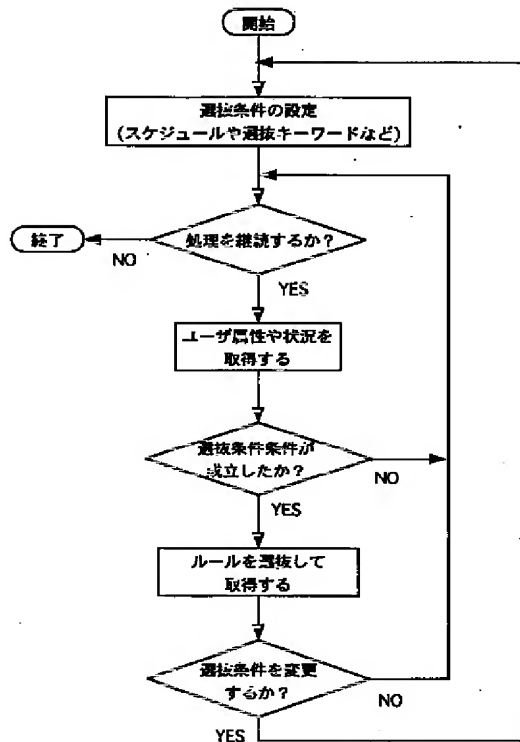 開始
選抜条件の設定
(スケジュールや選抜キーワードなど)
処理を継続するか?
終了
NO
YES
ユーザ属性や状況を
取得する
選抜条件条件が
成立したか?
NO
YES
ルールを選抜して
取得する
選抜条件を変更
するか?
NO
YES